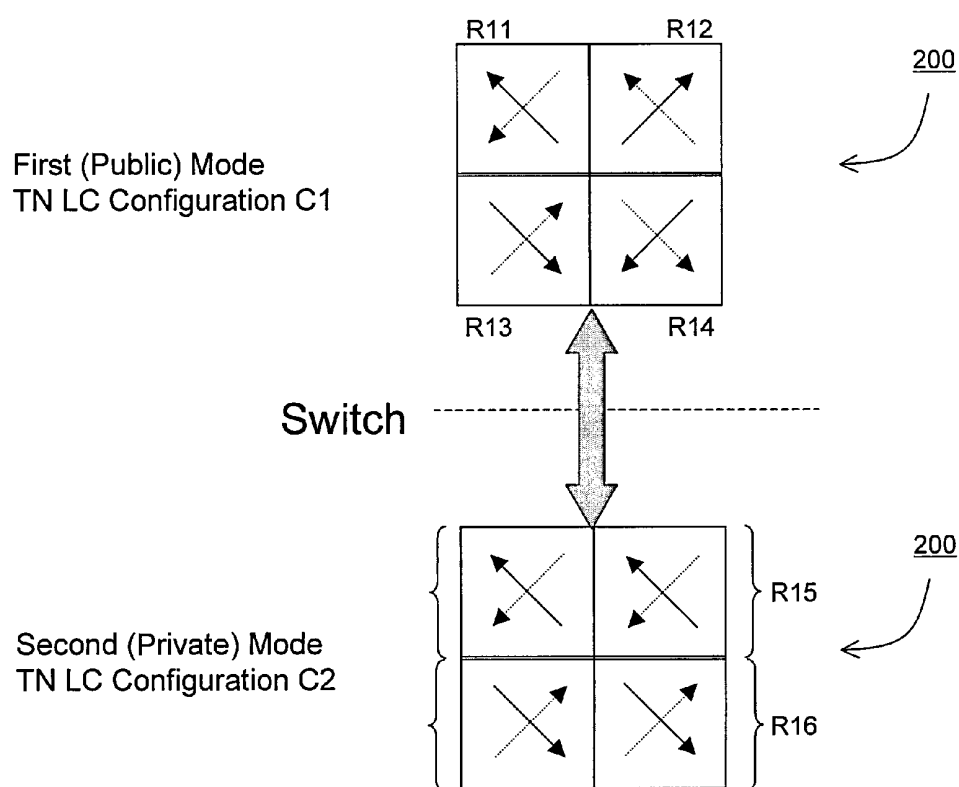 R11 R12
200
First (Public) Mode
TN LC Configuration C1
R13 R14
Switch
200
R15
Second (Private) Mode
TN LC Configuration C2
R16